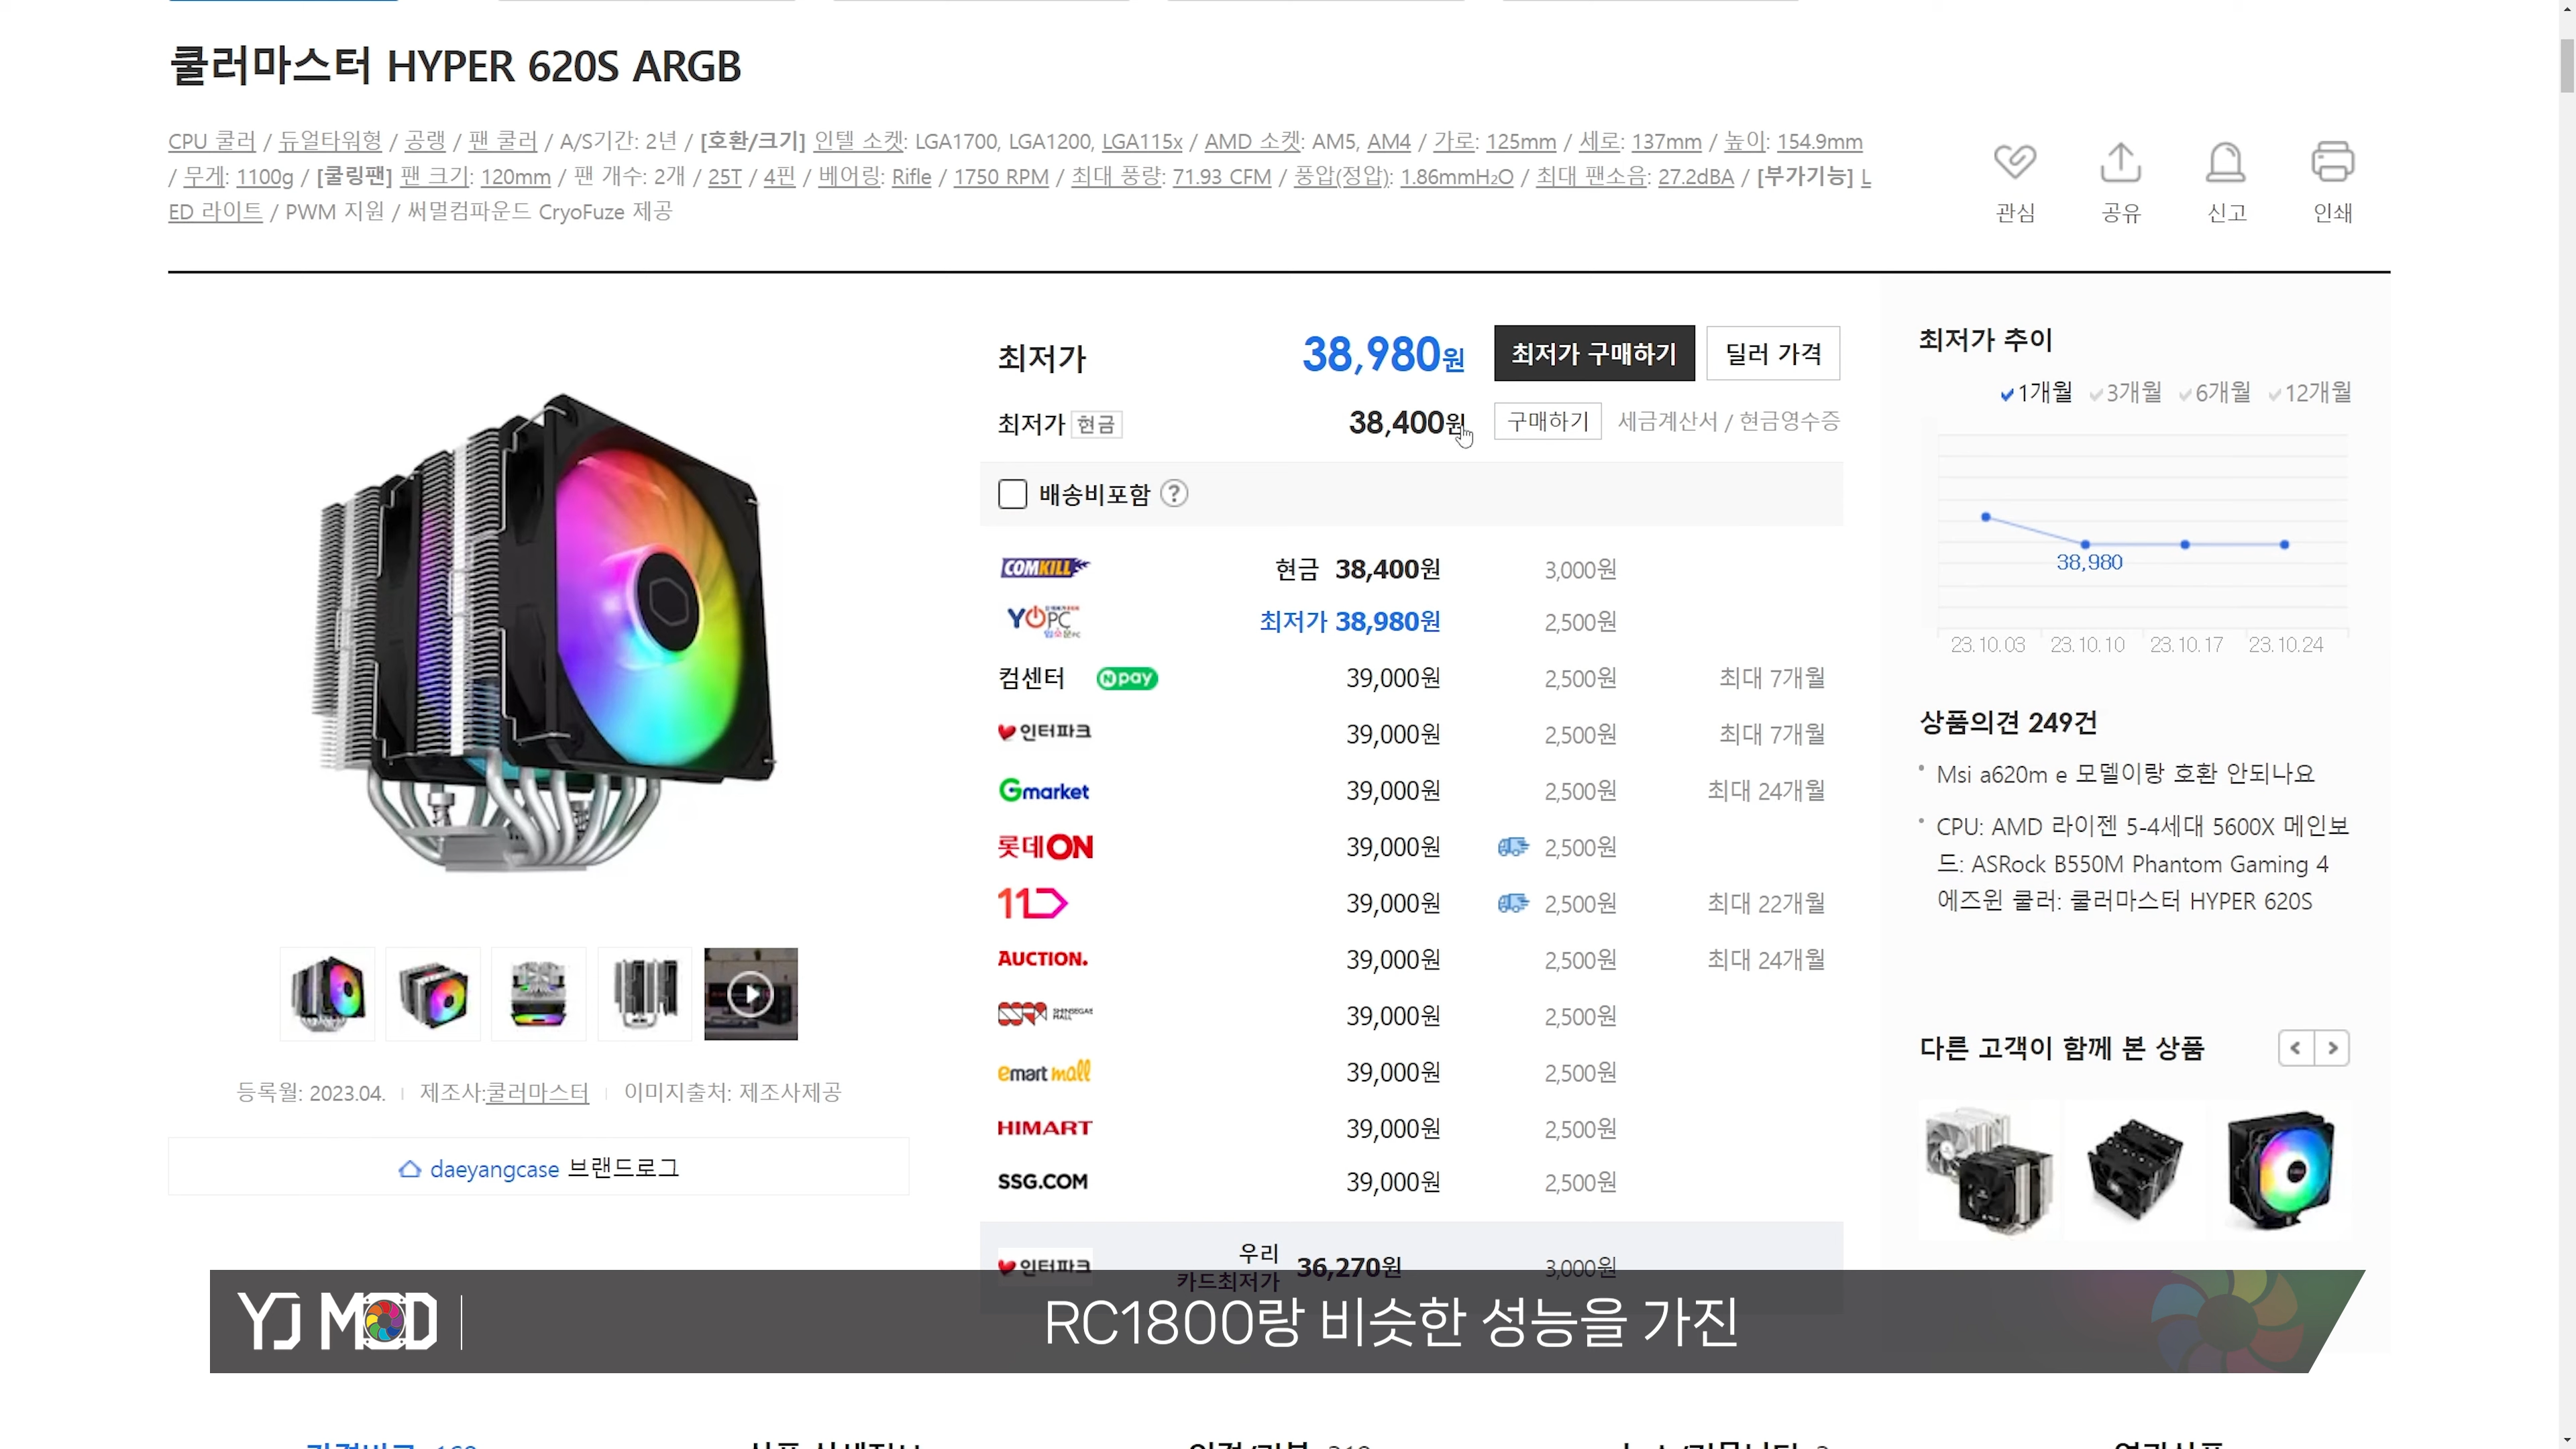 쿨러마스터 HYPER 620S ARGB
CPU 쿨러 / 듀얼타워형 / 공랭 / 팬 쿨러 / A/S기간: 2년 / [호환/크기] 인텔 소켓: LGA1700, LGA1200, LGA115x / AMD 소켓: AM5, AM4 / 가로: 125mm / 세로: 137mm / 높이: 154.9mm
/ 무게: 1100g / [쿨링팬] 팬 크기: 120mm / 팬 개수: 2개 / 25T / 4핀 / 베어링: Rifle / 1750 RPM / 최대 풍량: 71.93 CFM / 풍압(정압): 1.86mmH₂O / 최대 팬소음: 27.2dBA / [부가기능] L
ED 라이트 / PWM 지원 / 써멀컴파운드 CryoFuze 제공
관심 공유 신고 인쇄
최저가 38,980원 최저가 구매하기 딜러 가격
최저가 현금 38,400원 구매하기 세금계산서 / 현금영수증
배송비포함 ?
COMKILL 현금 38,400원 3,000원
YOPC 최저가 38,980원 2,500원
컴센터 N pay 39,000원 2,500원 최대 7개월
인터파크 39,000원 2,500원 최대 7개월
Gmarket 39,000원 2,500원 최대 24개월
롯데ON 39,000원 2,500원
11 39,000원 2,500원 최대 22개월
AUCTION. 39,000원 2,500원 최대 24개월
SHINSEGAE MALL 39,000원 2,500원
emart mall 39,000원 2,500원
HIMART 39,000원 2,500원
SSG.COM 39,000원 2,500원
인터파크 우리 카드최저가 36,270원 3,000원
등록월: 2023.04. 제조사:쿨러마스터 이미지출처: 제조사제공
daeyangcase 브랜드로그
최저가 추이
1개월 3개월 6개월 12개월
38,980
23.10.03 23.10.10 23.10.17 23.10.24
상품의견 249건
Msi a620m e 모델이랑 호환 안되나요
CPU: AMD 라이젠 5-4세대 5600X 메인보
드: ASRock B550M Phantom Gaming 4
에즈윈 쿨러: 쿨러마스터 HYPER 620S
다른 고객이 함께 본 상품
YJ MOD
RC1800랑 비슷한 성능을 가진